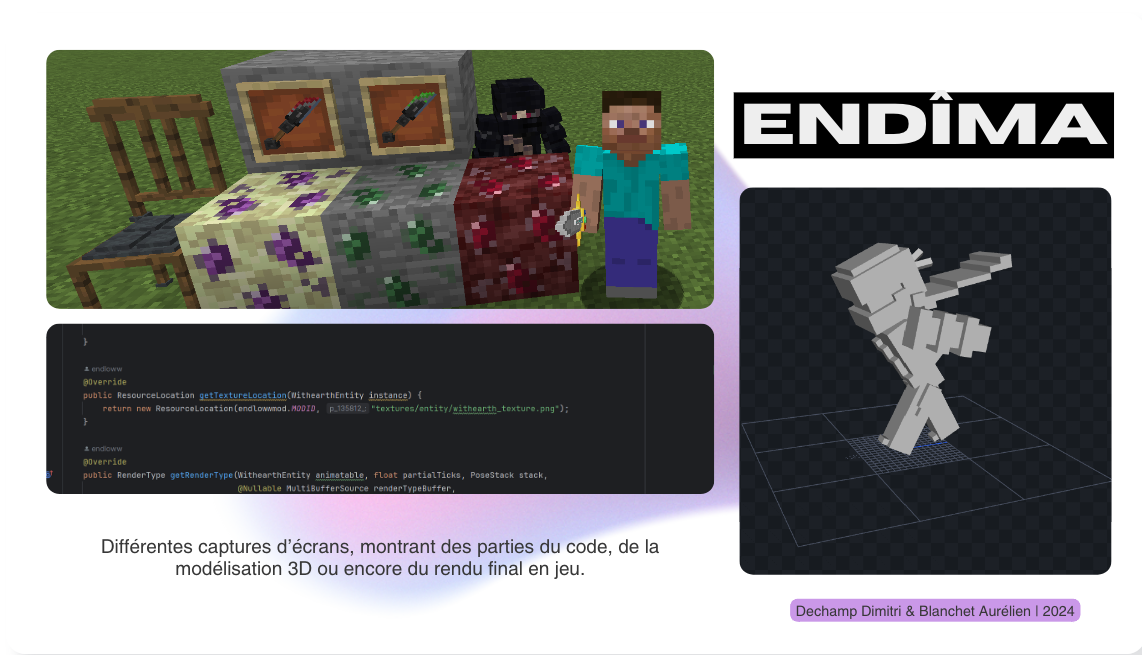 ENDÎMA
}
endloww
@Override
public ResourceLocation getTextureLocation(WithearthEntity instance) {
return new ResourceLocation(endlowwmod.MODID, p_135812_: "textures/entity/withearth_texture.png");
}
endloww
@Override
public RenderType getRenderType(WithearthEntity animatable, float partialTicks, PoseStack stack,
@Nullable MultiBufferSource renderTypeBuffer,
Différentes captures d’écrans, montrant des parties du code, de la
modélisation 3D ou encore du rendu final en jeu.
Dechamp Dimitri & Blanchet Aurélien | 2024